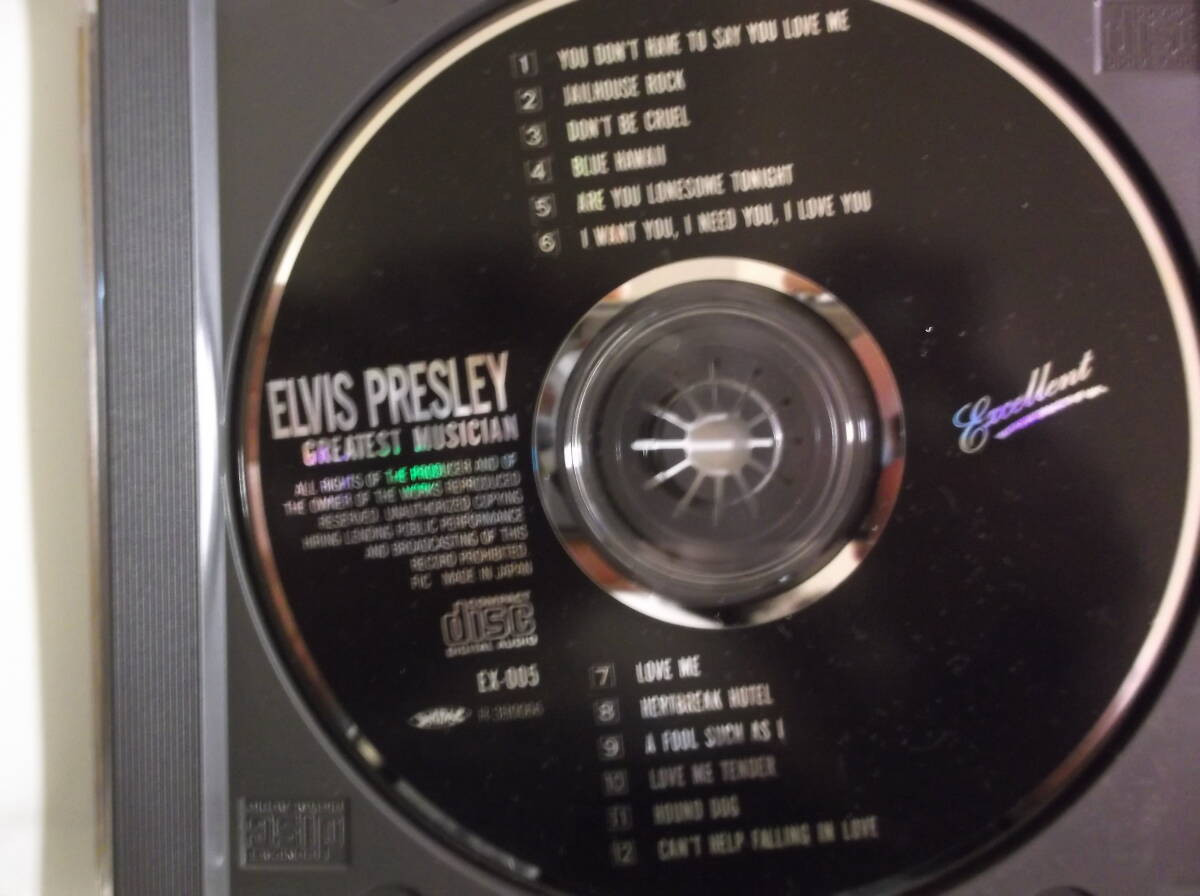 1 YOU DON'T HAVE TO SAY YOU LOVE ME
2 JAILHOUSE ROCK
3 DON'T BE CRUEL
4 BLUE HAWAII
5 ARE YOU LONESOME TONIGHT
6 I WANT YOU, I NEED YOU, I LOVE YOU
ELVIS PRESLEY
GREATEST MUSICIAN
ALL RIGHTS OF THE PRODUCER AND OF
THE OWNER OF THE WORKS REPRODUCED
RESERVED. UNAUTHORIZED COPYING
HIRING LENDING PUBLIC PERFORMANCE
AND BROADCASTING OF THIS
RECORD PROHIBITED.
MADE IN JAPAN
COMPACT
disc
DIGITAL AUDIO
EX-005
Excellent
7 LOVE ME
8 HERTBREAK HOTEL
9 A FOOL SUCH AS I
10 LOVE ME TENDER
11 HOUND DOG
12 CAN'T HELP FALLING IN LOVE